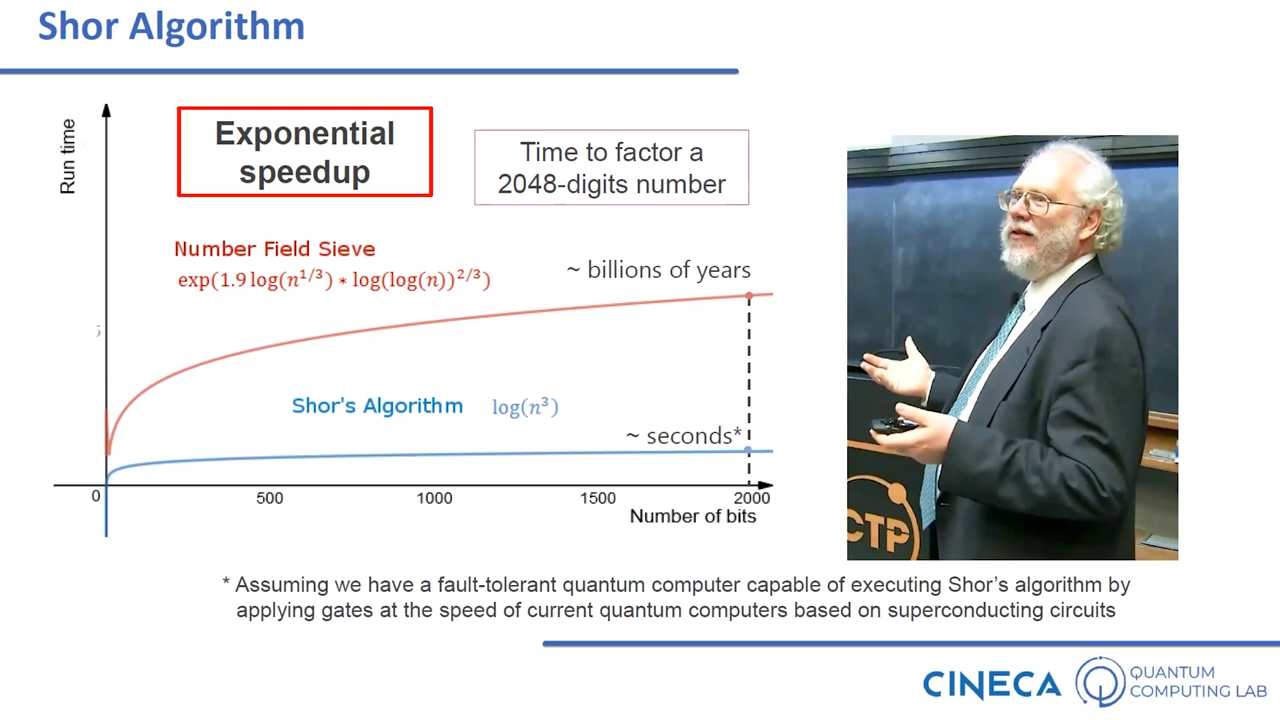 Shor Algorithm
Run time
Exponential
speedup
Time to factor a
2048-digits number
Number Field Sieve
exp(1.9 log(n^{1/3}) ∗ log(log(n))^{2/3})
~ billions of years
5
Shor's Algorithm log(n^3)
~ seconds*
0 500 1000 1500 2000
Number of bits
CTP
* Assuming we have a fault-tolerant quantum computer capable of executing Shor’s algorithm by
applying gates at the speed of current quantum computers based on superconducting circuits
CINECA
QUANTUM
COMPUTING LAB